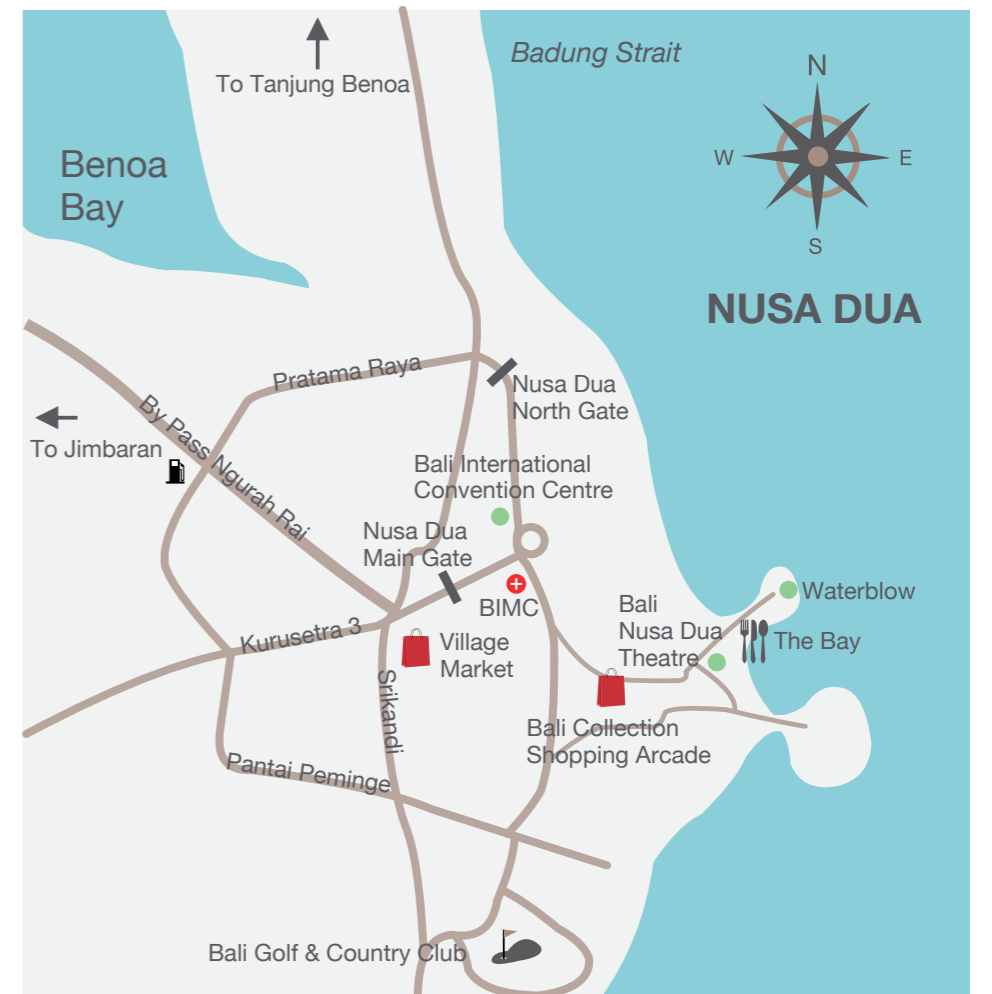 Badung Strait
N
To Tanjung Benoa
W
E
Benoa
Bay
S
NUSA DUA
Pratama Raya
Nusa Dua
North Gate
By Pass Ngurah Rai
To Jimbaran
Bali International
Convention Centre
Nusa Dua
Main Gate
Waterblow
BIMC
Bali
Nusa Dua
Theatre
The Bay
Kurusetra 3
Village
Market
Srikandi
Bali Collection
Shopping Arcade
Pantai Peminge
Bali Golf & Country Club